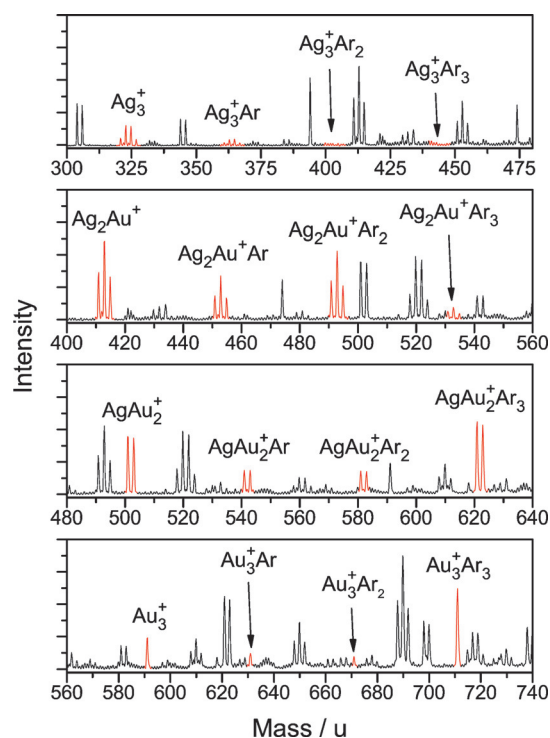 Ag₃⁺ Ag₃⁺Ar Ag₃⁺Ar₂ Ag₃⁺Ar₃
300 325 350 375 400 425 450 475
Ag₂Au⁺ Ag₂Au⁺Ar Ag₂Au⁺Ar₂ Ag₂Au⁺Ar₃
400 420 440 460 480 500 520 540 560
Intensity
AgAu₂⁺ AgAu₂⁺Ar AgAu₂⁺Ar₂ AgAu₂⁺Ar₃
480 500 520 540 560 580 600 620 640
Au₃⁺ Au₃⁺Ar Au₃⁺Ar₂ Au₃⁺Ar₃
560 580 600 620 640 660 680 700 720 740
Mass / u